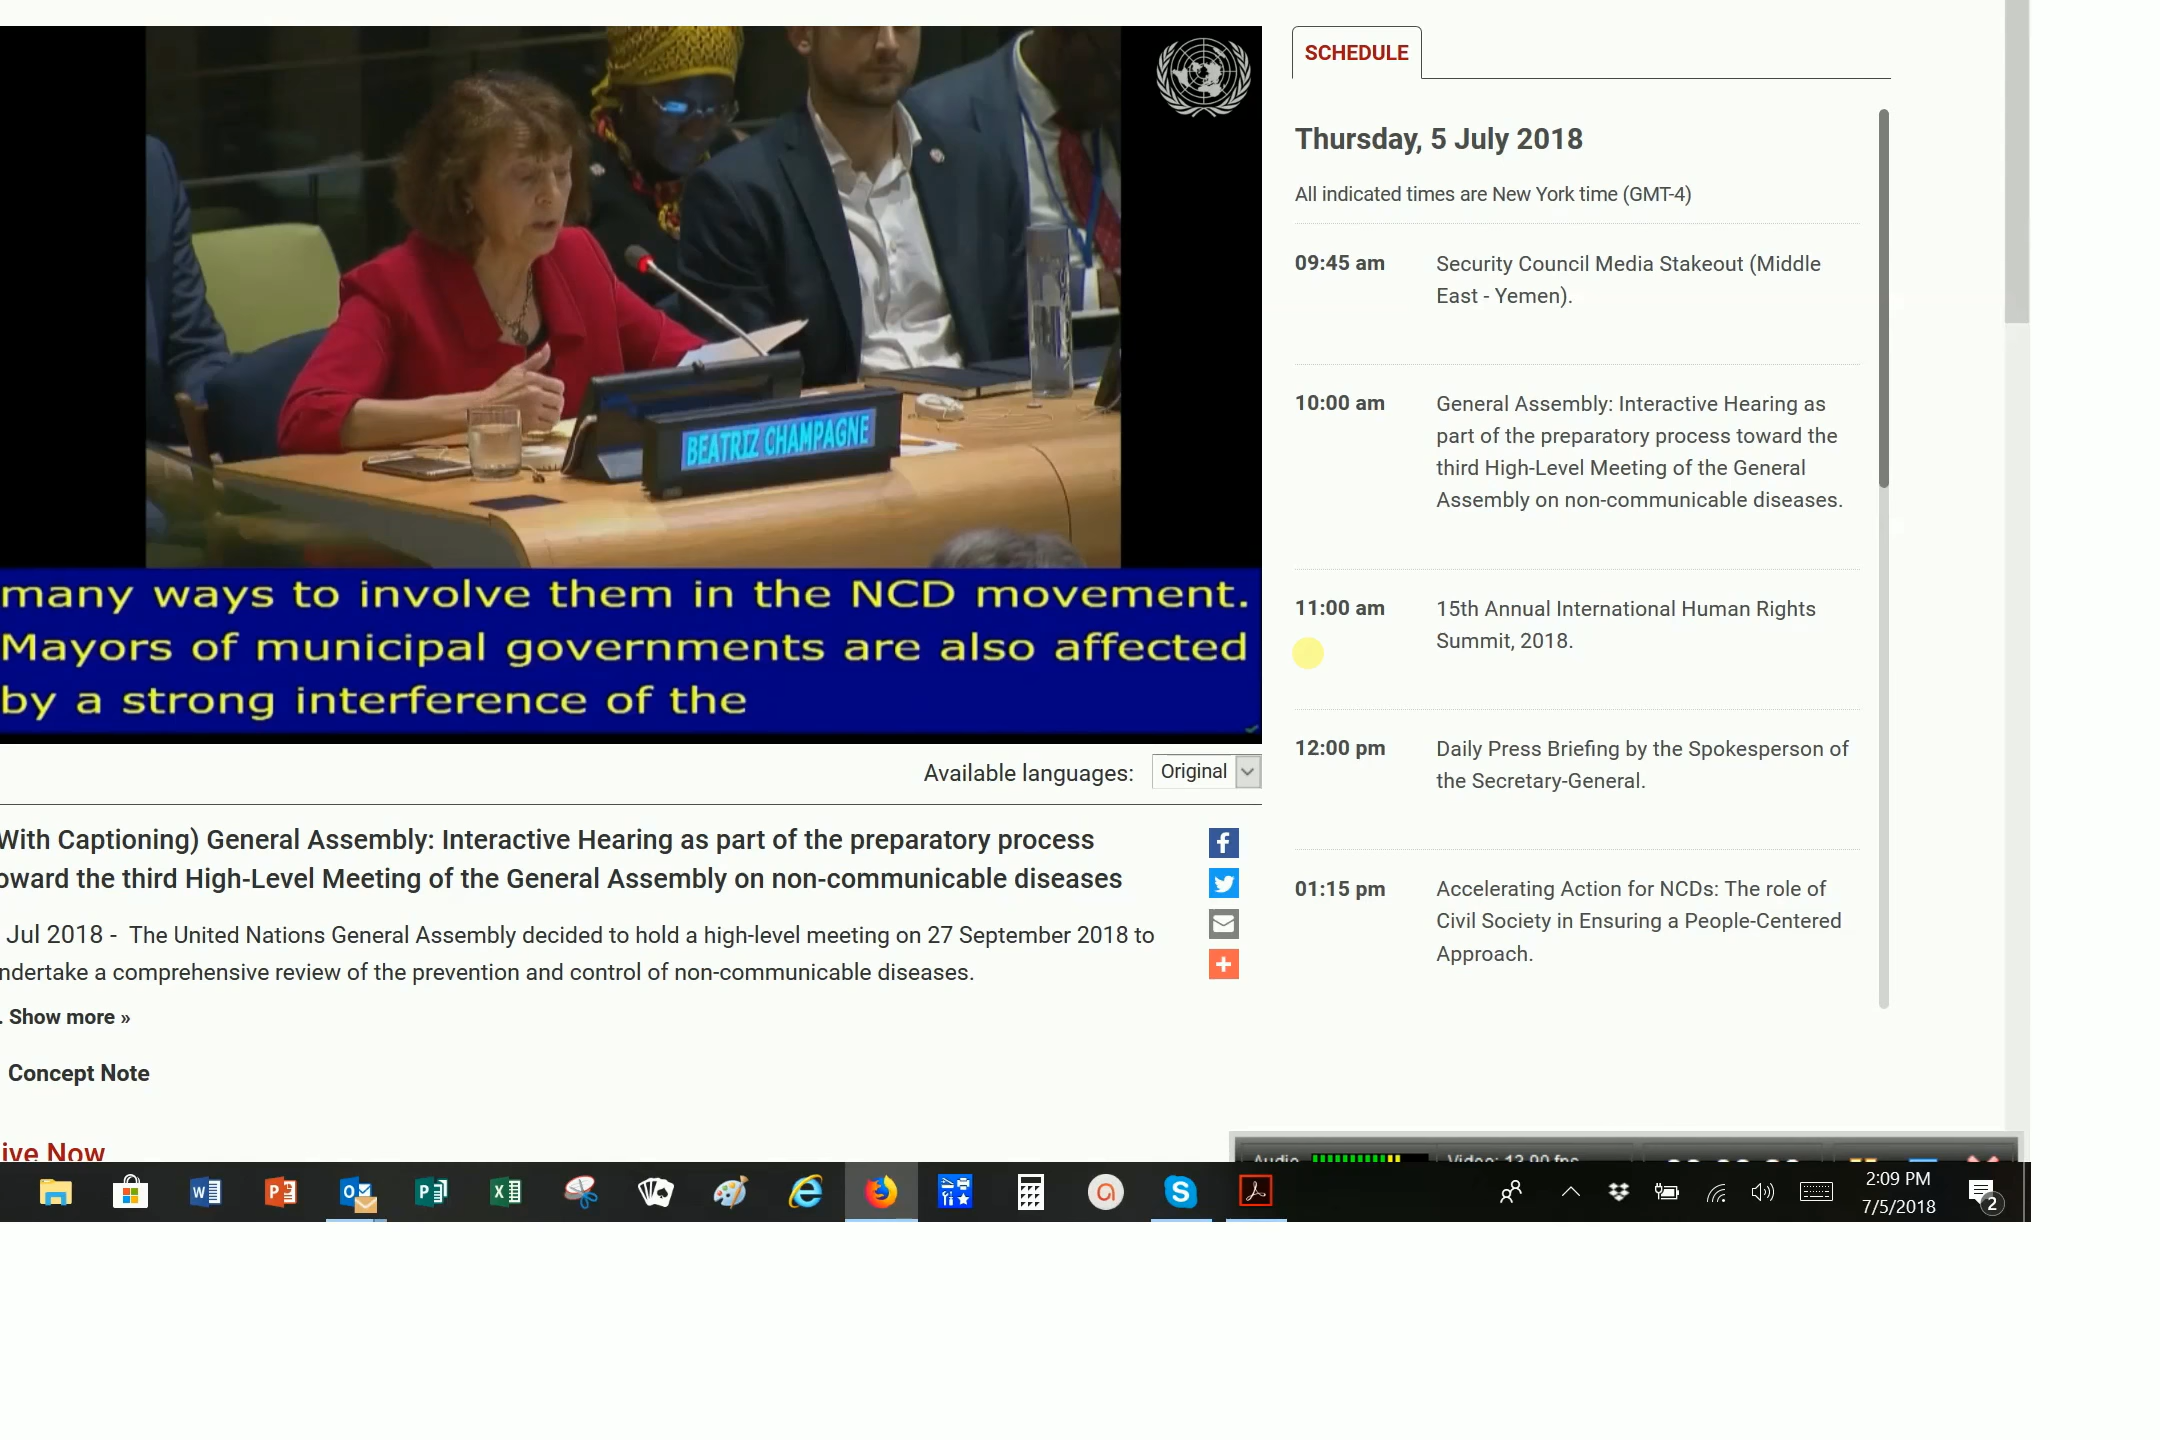 BEATRIZ CHAMPAGNE
many ways to involve them in the NCD movement.
Mayors of municipal governments are also affected
by a strong interference of the
Available languages: Original
With Captioning) General Assembly: Interactive Hearing as part of the preparatory process
oward the third High-Level Meeting of the General Assembly on non-communicable diseases
Jul 2018 - The United Nations General Assembly decided to hold a high-level meeting on 27 September 2018 to
ndertake a comprehensive review of the prevention and control of non-communicable diseases.
. Show more »
Concept Note
ive Now
SCHEDULE
Thursday, 5 July 2018
All indicated times are New York time (GMT-4)
09:45 am Security Council Media Stakeout (Middle
East - Yemen).
10:00 am General Assembly: Interactive Hearing as
part of the preparatory process toward the
third High-Level Meeting of the General
Assembly on non-communicable diseases.
11:00 am 15th Annual International Human Rights
Summit, 2018.
12:00 pm Daily Press Briefing by the Spokesperson of
the Secretary-General.
01:15 pm Accelerating Action for NCDs: The role of
Civil Society in Ensuring a People-Centered
Approach.
Audio Video: 13.90 fps
2:09 PM
7/5/2018
2